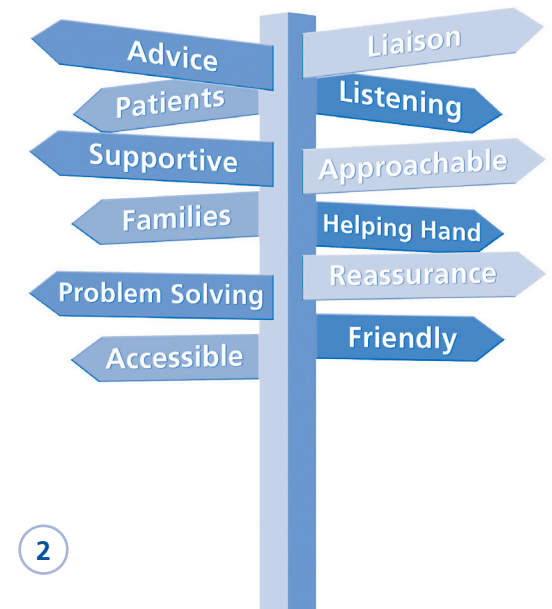 Advice
Liaison
Patients
Listening
Supportive
Approachable
Families
Helping Hand
Problem Solving
Reassurance
Accessible
Friendly
2